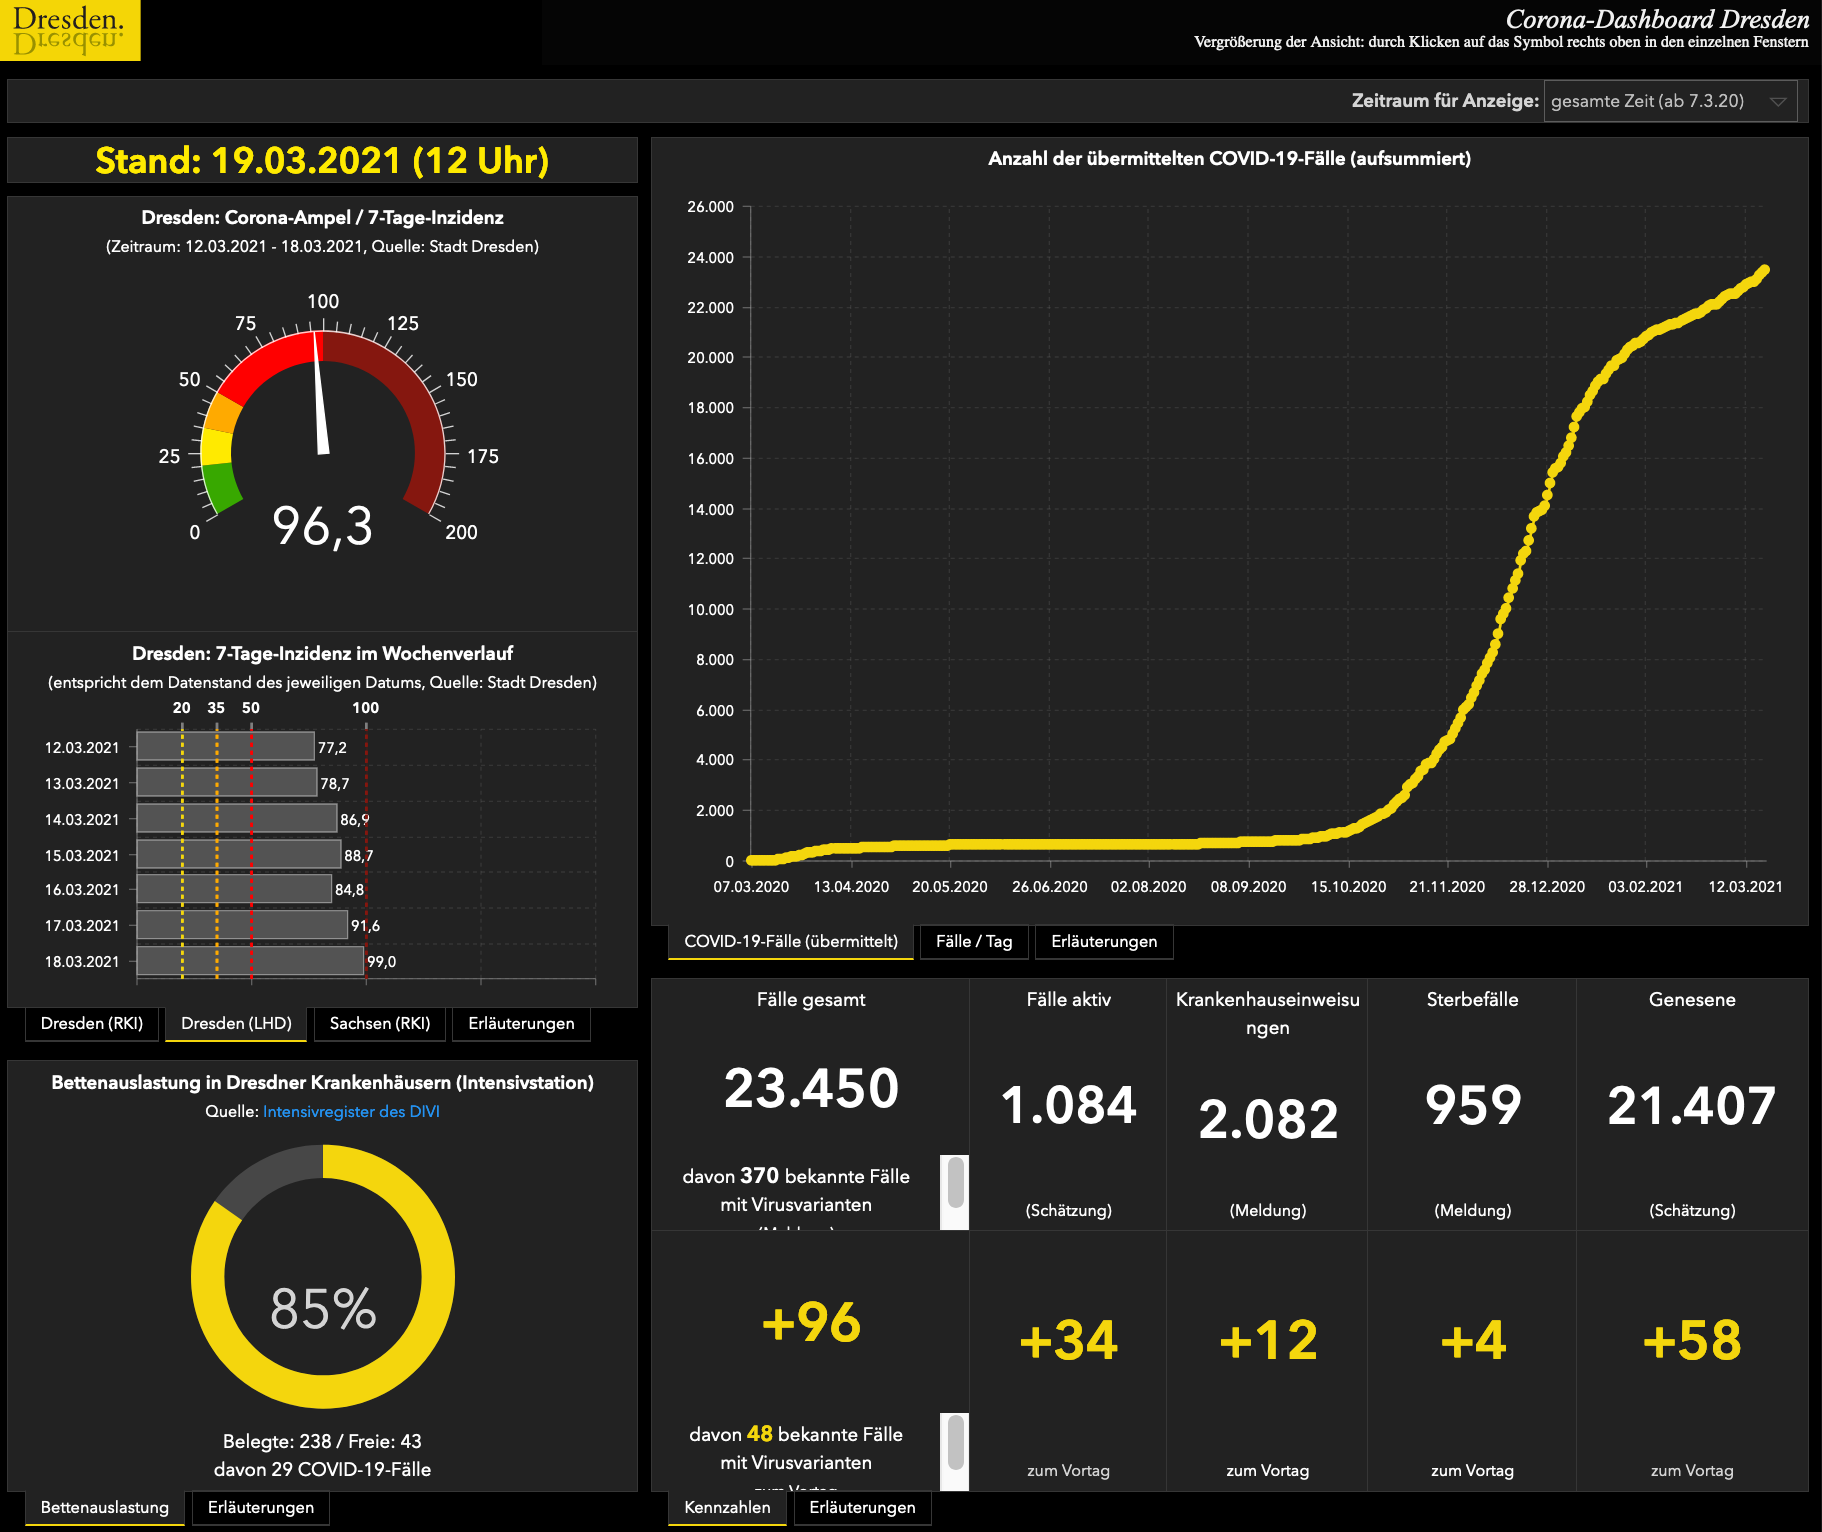 Dresden.
Corona-Dashboard Dresden
Vergrößerung der Ansicht: durch Klicken auf das Symbol rechts oben in den einzelnen Fenstern
Zeitraum für Anzeige: gesamte Zeit (ab 7.3.20)
Stand: 19.03.2021 (12 Uhr)
Dresden: Corona-Ampel / 7-Tage-Inzidenz
(Zeitraum: 12.03.2021 - 18.03.2021, Quelle: Stadt Dresden)
0
25
50
75
100
125
150
175
200
96,3
Dresden: 7-Tage-Inzidenz im Wochenverlauf
(entspricht dem Datenstand des jeweiligen Datums, Quelle: Stadt Dresden)
20 35 50 100
12.03.2021 77,2
13.03.2021 78,7
14.03.2021 86,9
15.03.2021 88,7
16.03.2021 84,8
17.03.2021 91,6
18.03.2021 99,0
Dresden (RKI) Dresden (LHD) Sachsen (RKI) Erläuterungen
Bettenauslastung in Dresdner Krankenhäusern (Intensivstation)
Quelle: Intensivregister des DIVI
85%
Belegte: 238 / Freie: 43
davon 29 COVID-19-Fälle
Bettenauslastung Erläuterungen
Anzahl der übermittelten COVID-19-Fälle (aufsummiert)
26.000
24.000
22.000
20.000
18.000
16.000
14.000
12.000
10.000
8.000
6.000
4.000
2.000
0
07.03.2020 13.04.2020 20.05.2020 26.06.2020 02.08.2020 08.09.2020 15.10.2020 21.11.2020 28.12.2020 03.02.2021 12.03.2021
COVID-19-Fälle (übermittelt) Fälle / Tag Erläuterungen
Fälle gesamt
23.450
davon 370 bekannte Fälle
mit Virusvarianten
Fälle aktiv
1.084
(Schätzung)
Krankenhauseinweisu
ngen
2.082
(Meldung)
Sterbefälle
959
(Meldung)
Genesene
21.407
(Schätzung)
+96
davon 48 bekannte Fälle
mit Virusvarianten
+34
zum Vortag
+12
zum Vortag
+4
zum Vortag
+58
zum Vortag
Kennzahlen Erläuterungen